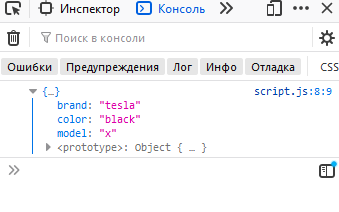 Инспектор Консоль
Поиск в консоли
Ошибки Предупреждения Лог Инфо Отладка CSS
{…} script.js:8:9
brand: "tesla"
color: "black"
model: "x"
<prototype>: Object { … }